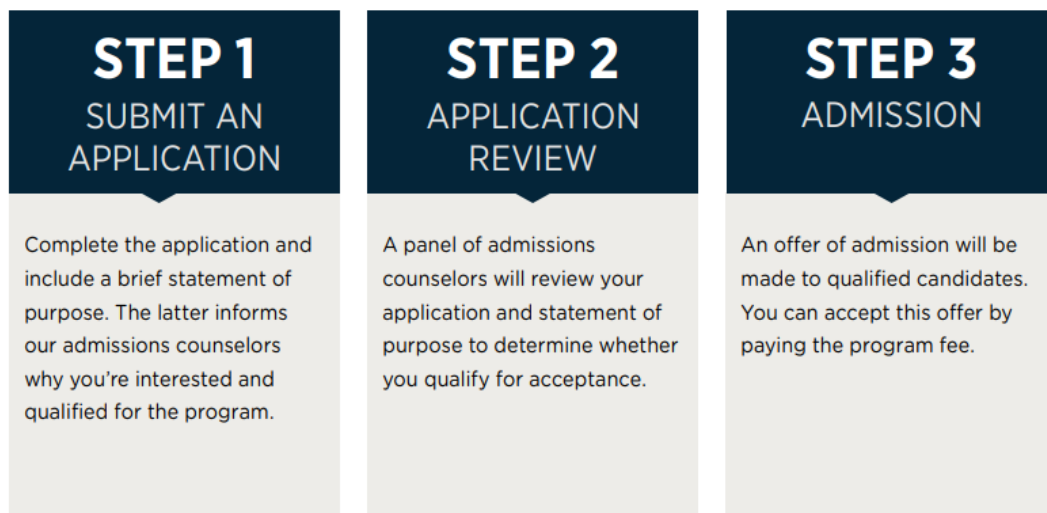 STEP 1
SUBMIT AN
APPLICATION
Complete the application and
include a brief statement of
purpose. The latter informs
our admissions counselors
why you’re interested and
qualified for the program.
STEP 2
APPLICATION
REVIEW
A panel of admissions
counselors will review your
application and statement of
purpose to determine whether
you qualify for acceptance.
STEP 3
ADMISSION
An offer of admission will be
made to qualified candidates.
You can accept this offer by
paying the program fee.